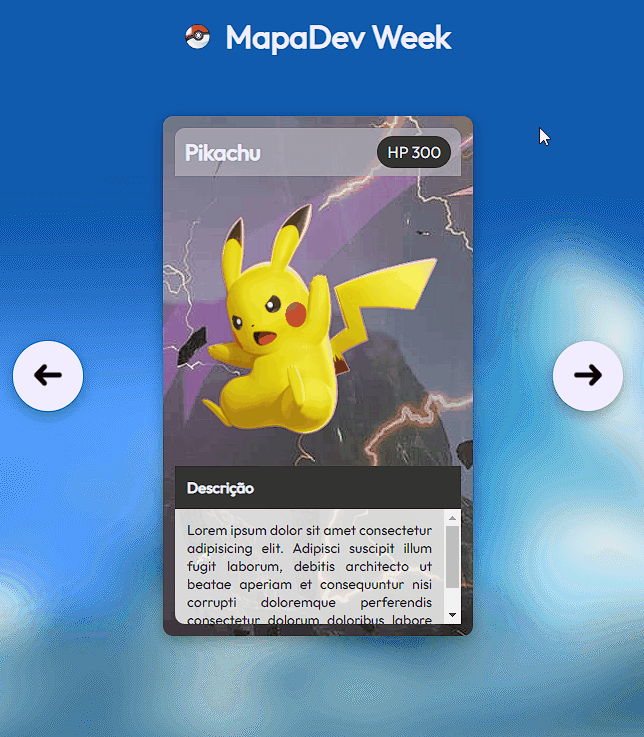 MapaDev Week
Pikachu
HP 300
Descrição
Lorem ipsum dolor sit amet consectetur
adipisicing elit. Adipisci suscipit illum
fugit laborum, debitis architecto ut
beatae aperiam et consequuntur nisi
corrupti doloremque perferendis
consectetur dolorum doloribus labore